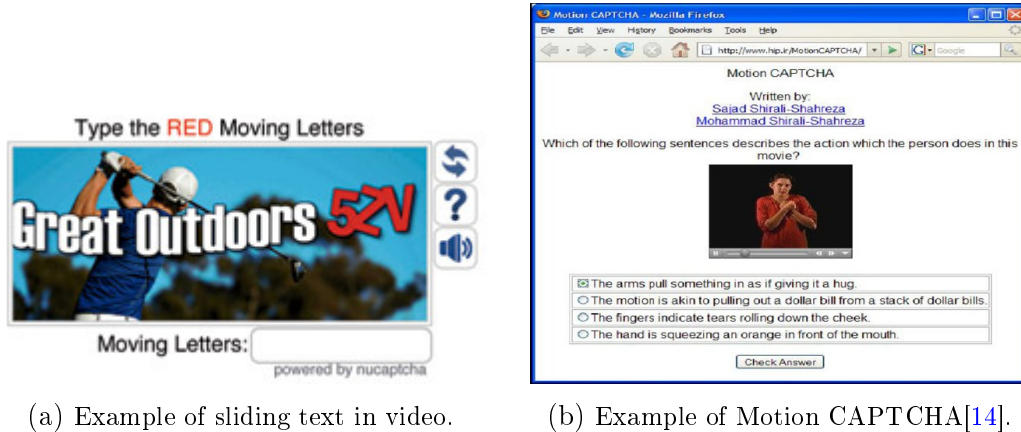 Type the RED Moving Letters
Great Outdoors 5ZV
Moving Letters:
powered by nucaptcha
(a) Example of sliding text in video.
Motion CAPTCHA - Mozilla Firefox
File Edit View History Bookmarks Tools Help
http://www.hip.ir/MotionCAPTCHA/
G Google
Motion CAPTCHA
Written by:
Sajad Shirali-Shahreza
Mohammad Shirali-Shahreza
Which of the following sentences describes the action which the person does in this
movie?
The arms pull something in as if giving it a hug.
The motion is akin to pulling out a dollar bill from a stack of dollar bills.
The fingers indicate tears rolling down the cheek.
The hand is squeezing an orange in front of the mouth.
Check Answer
(b) Example of Motion CAPTCHA[14].